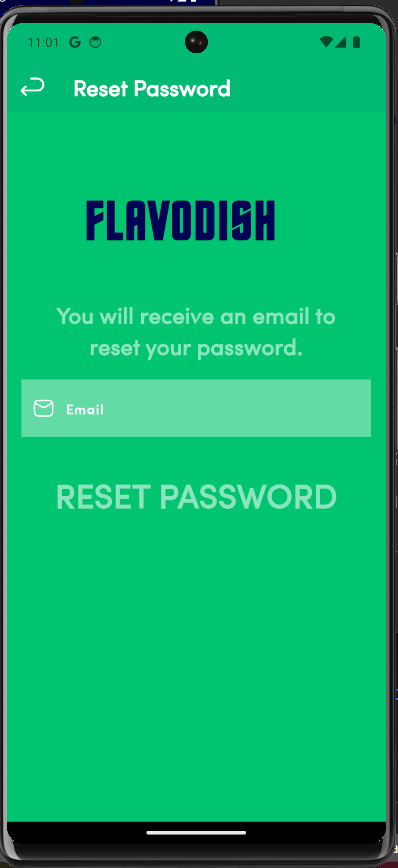 11:01
Reset Password
FLAVODISH
You will receive an email to
reset your password.
Email
RESET PASSWORD